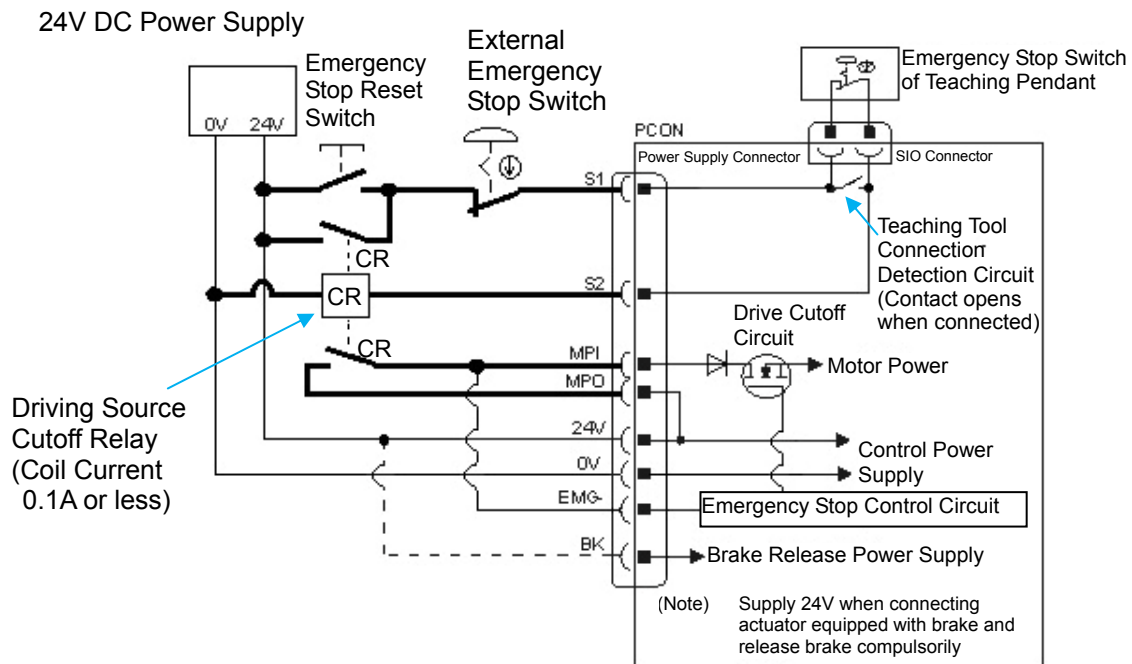 24V DC Power Supply
0V
24V
Emergency
Stop Reset
Switch
External
Emergency
Stop Switch
Emergency Stop Switch
of Teaching Pendant
PCON
Power Supply Connector
SIO Connector
S1
CR
CR
S2
Teaching Tool
Connection
Detection Circuit
(Contact opens
when connected)
Drive Cutoff
Circuit
CR
MPI
Motor Power
MPO
Driving Source
Cutoff Relay
(Coil Current
0.1A or less)
24V
Control Power
Supply
0V
EMG-
Emergency Stop Control Circuit
BK
Brake Release Power Supply
(Note) Supply 24V when connecting
actuator equipped with brake and
release brake compulsorily